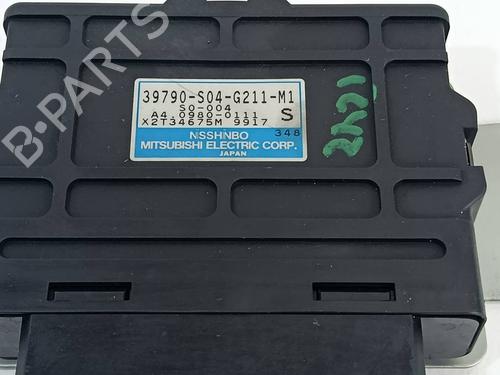 39790-S04-G211-M1
S0-004
A4 0980-0111 S
X2T34675M 9917 348
NISSHINBO
MITSUBISHI ELECTRIC CORP.
JAPAN
B-PARTS